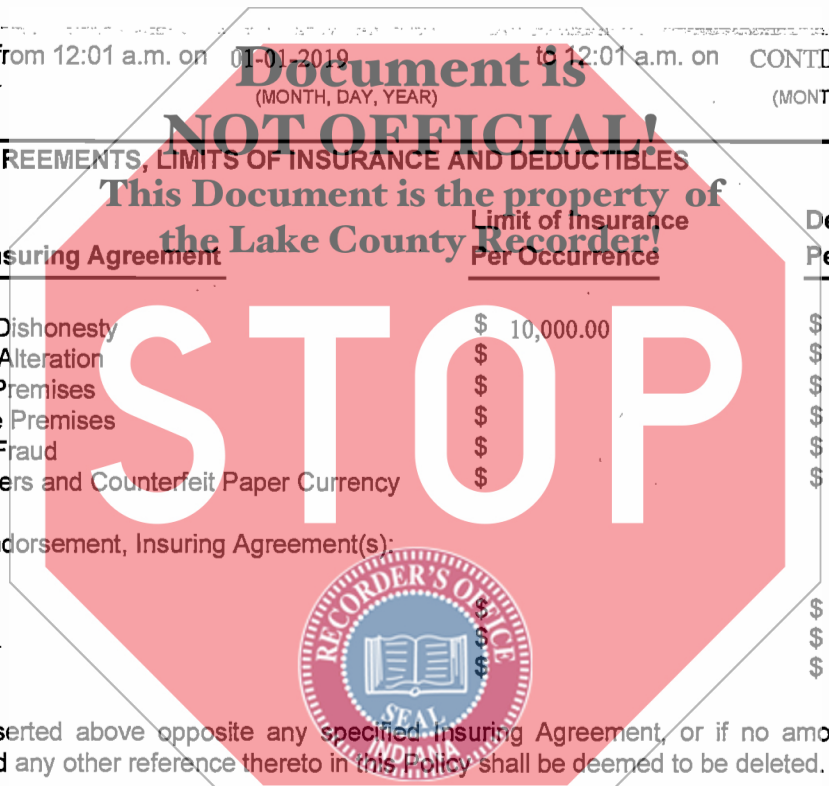 from 12:01 a.m. on 01-01-2019 to 12:01 a.m. on CONT
(MONTH, DAY, YEAR) (MONT
Document is
NOT OFFICIAL!
REEMENTS, LIMITS OF INSURANCE AND DEDUCTIBLES
This Document is the property of
the Lake County Recorder!
Limit of Insurance De
suring Agreement Per Occurrence Pe
Dishonesty $ 10,000.00 $
Alteration $ $
Premises $ $
e Premises $ $
Fraud $ $
ers and Counterfeit Paper Currency $ $
STOP
dorsement, Insuring Agreement(s):
$ $
$ $
$ $
RECORDER'S OFFICE
SEAL
INDIANA
serted above opposite any specified Insuring Agreement, or if no amo
d any other reference thereto in this Policy shall be deemed to be deleted.